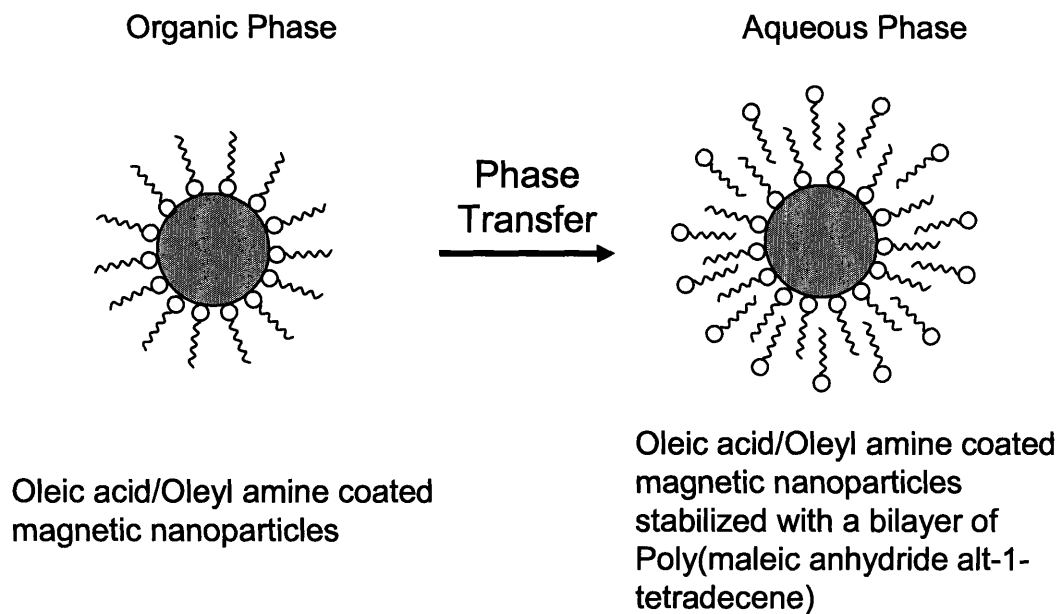 Organic Phase
Aqueous Phase
Phase
Transfer
Oleic acid/Oleyl amine coated
magnetic nanoparticles
Oleic acid/Oleyl amine coated
magnetic nanoparticles
stabilized with a bilayer of
Poly(maleic anhydride alt-1-
tetradecene)